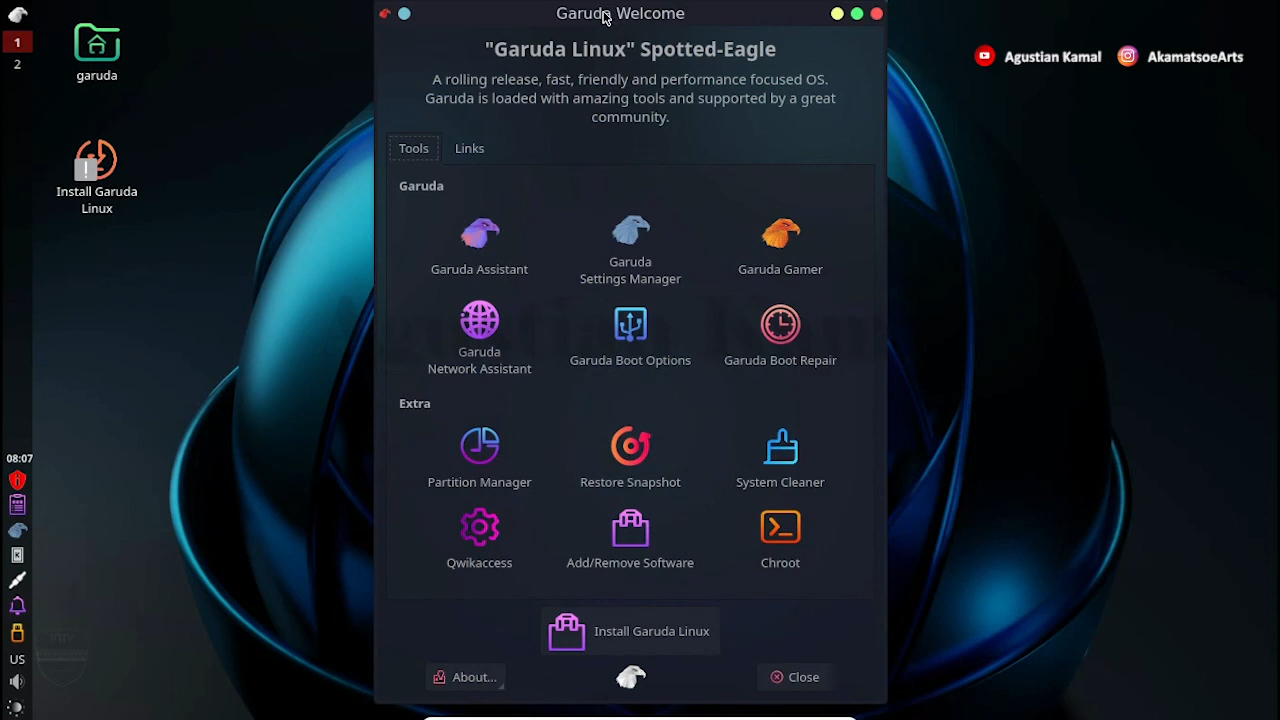 1
2
garuda
Install Garuda
Linux
08:07
US
Garuda Welcome
"Garuda Linux" Spotted-Eagle
A rolling release, fast, friendly and performance focused OS.
Garuda is loaded with amazing tools and supported by a great
community.
Tools
Links
Garuda
Garuda Assistant
Garuda
Settings Manager
Garuda Gamer
Garuda
Network Assistant
Garuda Boot Options
Garuda Boot Repair
Extra
Partition Manager
Restore Snapshot
System Cleaner
Qwikaccess
Add/Remove Software
Chroot
Install Garuda Linux
About...
Close
Agustian Kamal
AkamatsoeArts